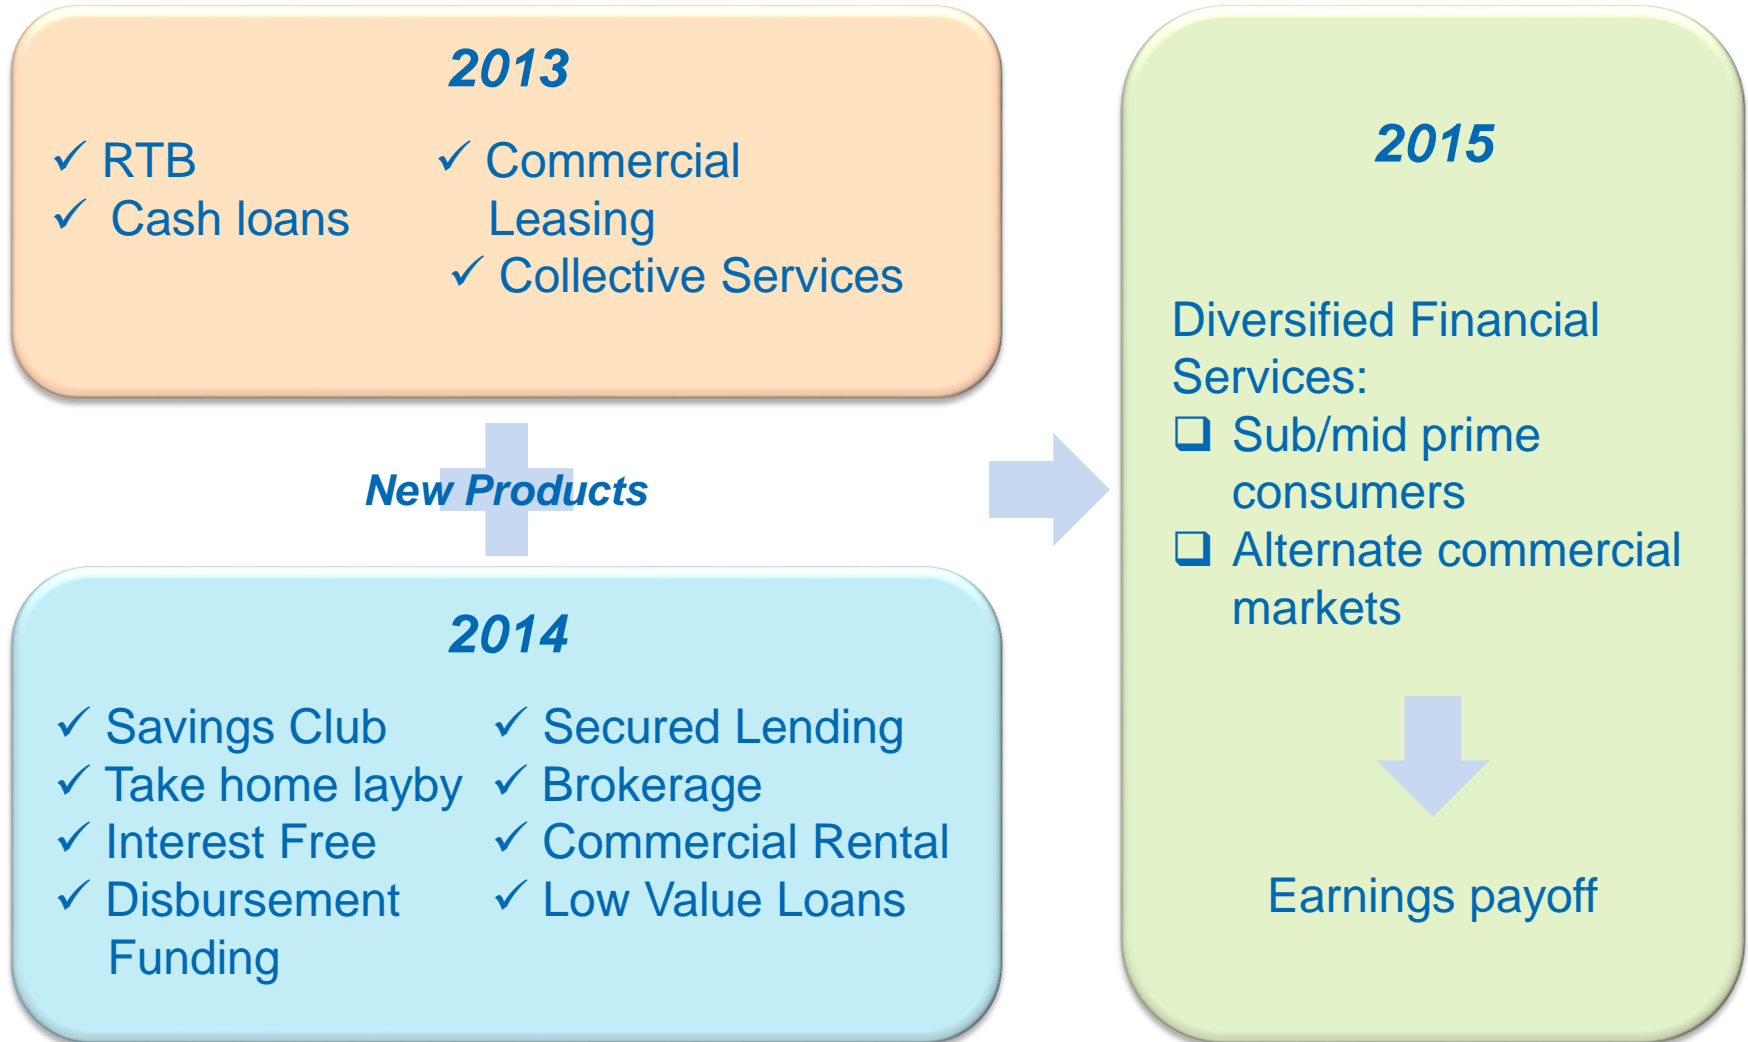 2013
✓ RTB
✓ Cash loans
✓ Commercial
Leasing
✓ Collective Services
New Products
2014
✓ Savings Club
✓ Take home layby
✓ Interest Free
✓ Disbursement
Funding
✓ Secured Lending
✓ Brokerage
✓ Commercial Rental
✓ Low Value Loans
2015
Diversified Financial
Services:
❑ Sub/mid prime
consumers
❑ Alternate commercial
markets
Earnings payoff